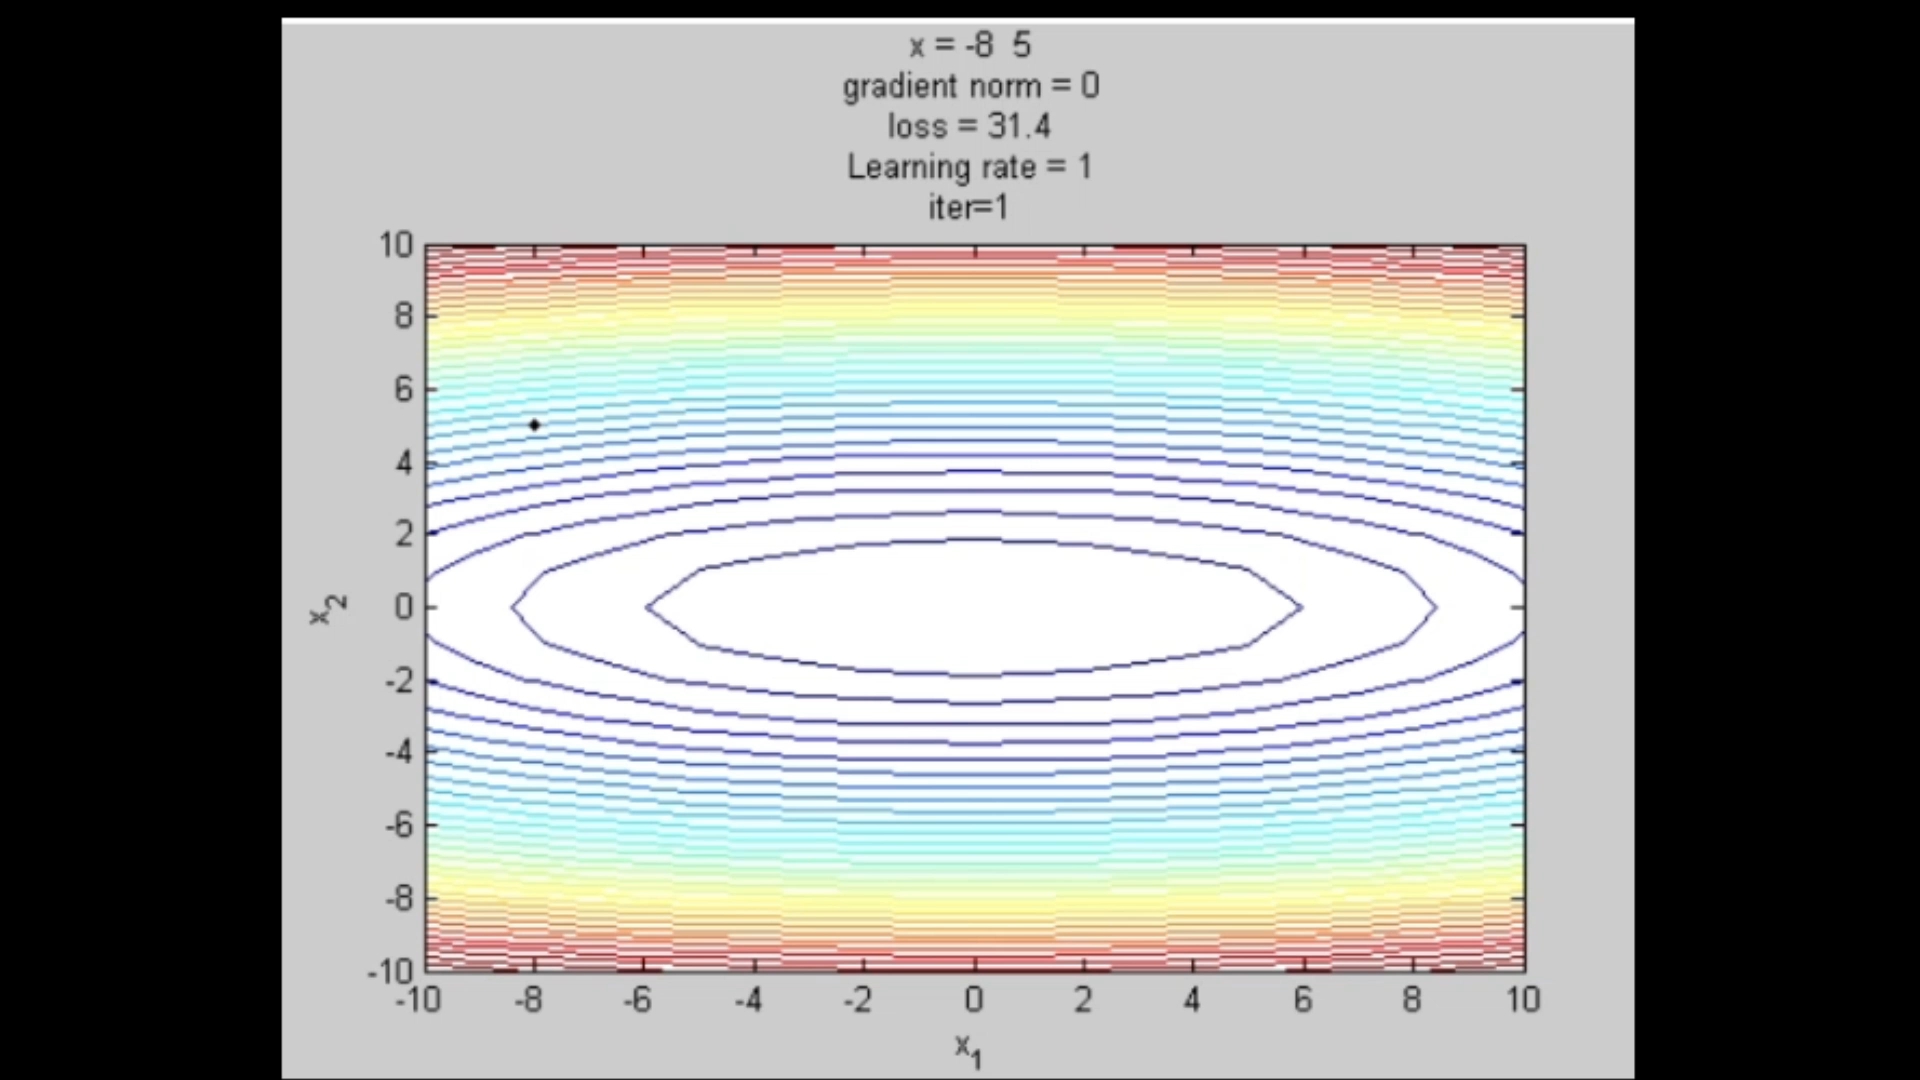 x = -8 5
gradient norm = 0
loss = 31.4
Learning rate = 1
iter=1
10
8
6
4
2
0
-2
-4
-6
-8
-10
x2
-10 -8 -6 -4 -2 0 2 4 6 8 10
x1